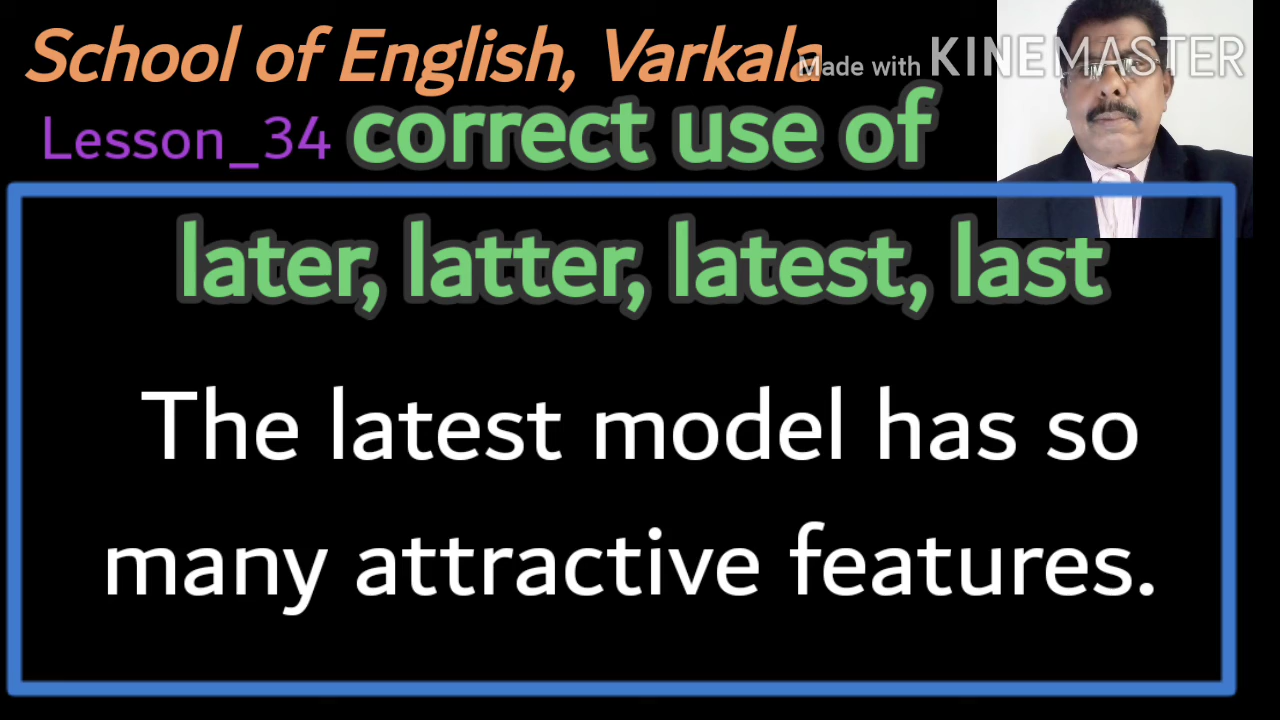 School of English, Varkala
Made with KINEMASTER
Lesson_34 correct use of
later, latter, latest, last
The latest model has so
many attractive features.